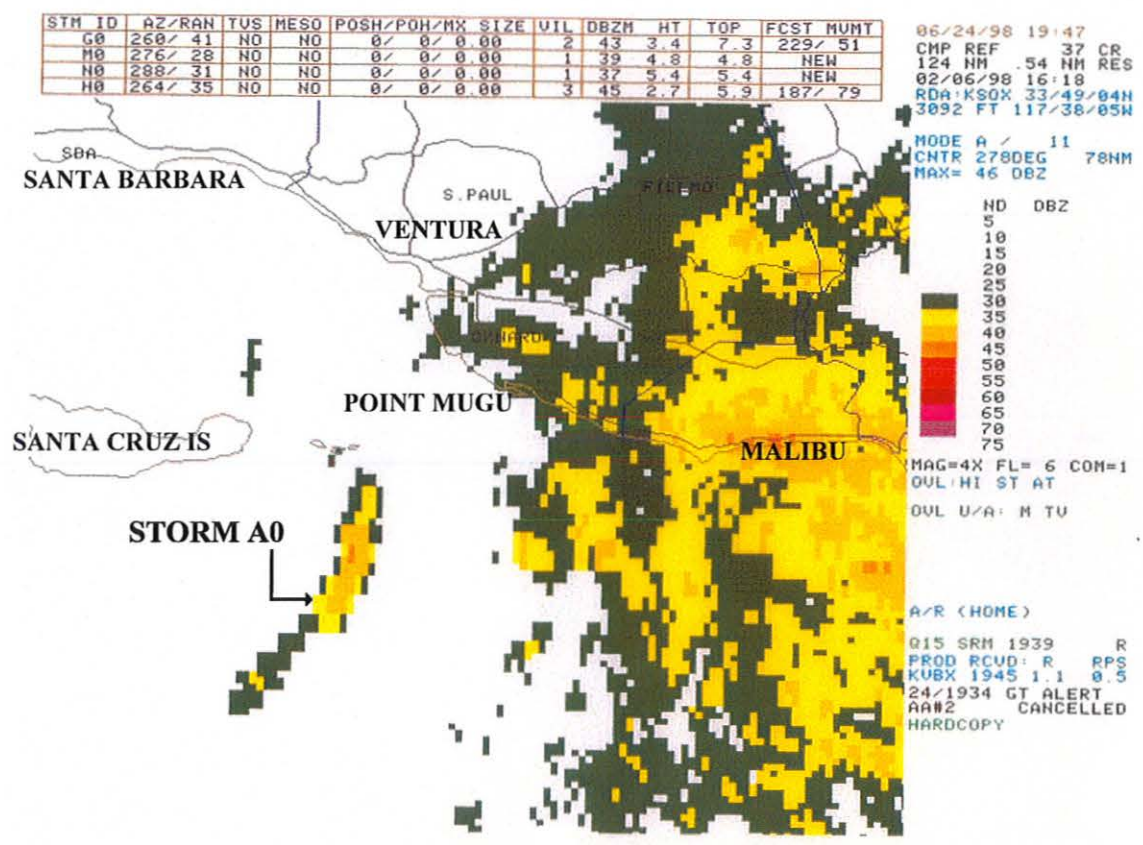 STM ID AZ/RAN TVS MESO POSH/POH/MX SIZE VIL DBZM HT TOP FCST MVMT
G0 260/ 41 NO NO 0/ 0/ 0.00 2 43 3.4 7.3 229/ 51
M0 276/ 28 NO NO 0/ 0/ 0.00 1 39 4.8 4.8 NEW
N0 288/ 31 NO NO 0/ 0/ 0.00 1 37 5.4 5.4 NEW
H0 264/ 35 NO NO 0/ 0/ 0.00 3 45 2.7 5.9 187/ 79
06/24/98 19:47
CMP REF 37 CR
124 NM .54 NM RES
02/06/98 16:18
RDA:KSOX 33/49/04N
3092 FT 117/38/05W
MODE A / 11
CNTR 278DEG 78NM
MAX= 46 DBZ
ND DBZ
5
10
15
20
25
30
35
40
45
50
55
60
65
70
75
MAG=4X FL= 6 COM=1
OVL:HI ST AT
OVL U/A: M TV
A/R (HOME)
Q15 SRM 1939 R
PROD RCVD: R RPS
KVBX 1945 1.1 0.5
24/1934 GT ALERT
AA#2 CANCELLED
HARDCOPY
SBA
SANTA BARBARA
S.PAUL
VENTURA
POINT MUGU
SANTA CRUZ IS
MALIBU
STORM A0